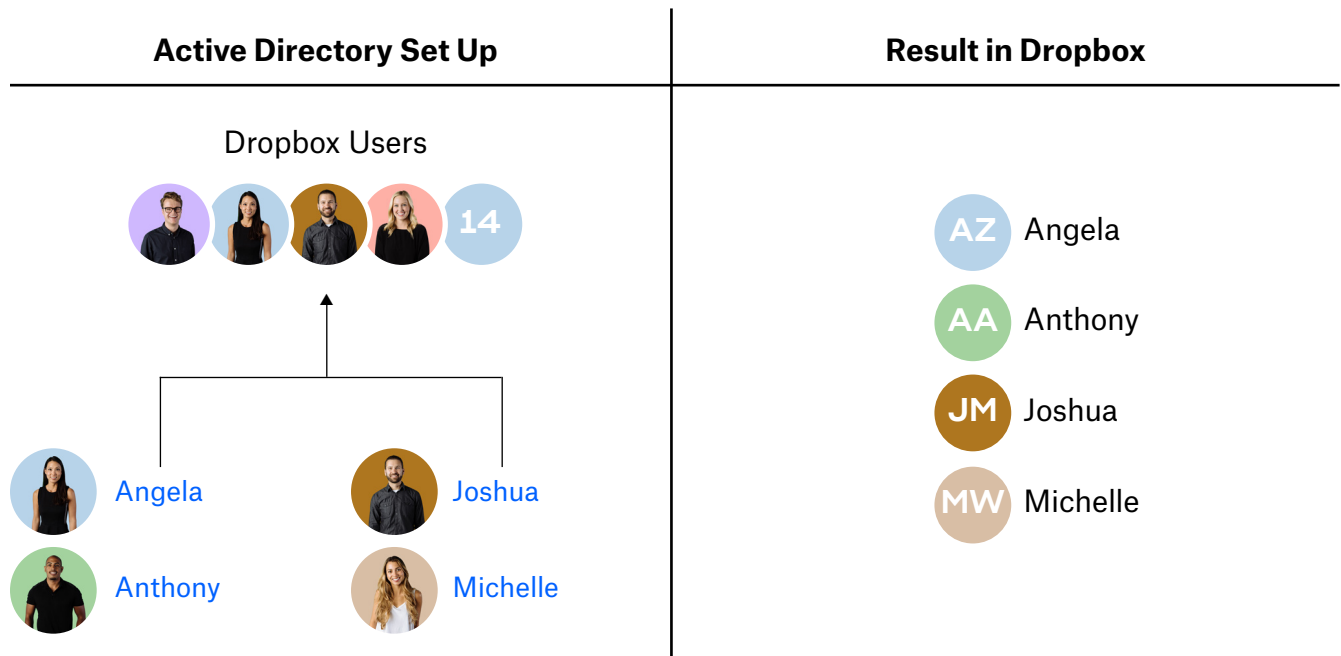 Active Directory Set Up
Result in Dropbox
Dropbox Users
14
Angela
Joshua
Anthony
Michelle
AZ Angela
AA Anthony
JM Joshua
MW Michelle